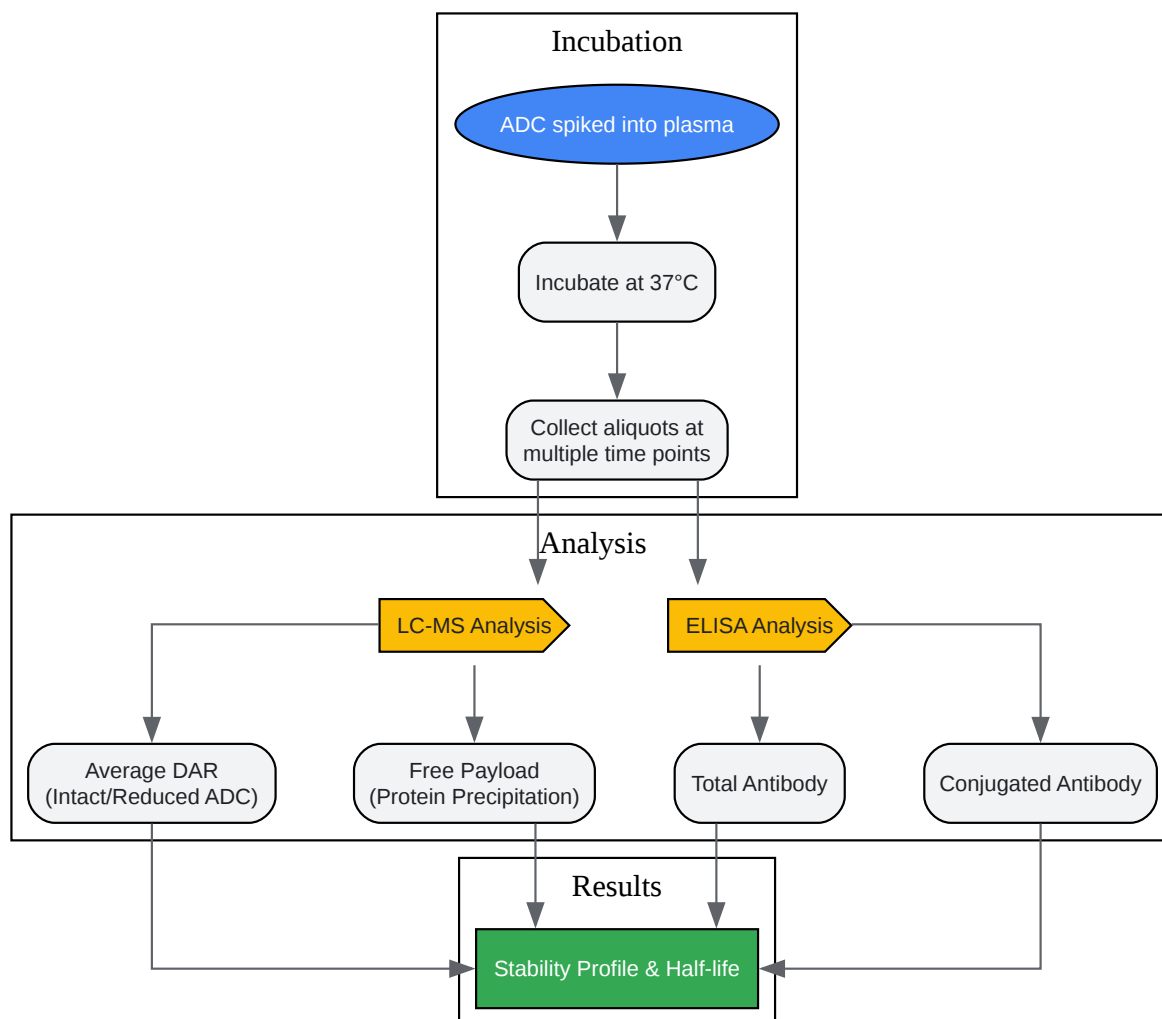 Incubation
ADC spiked into plasma
Incubate at 37°C
Collect aliquots at
multiple time points
Analysis
LC-MS Analysis
ELISA Analysis
Average DAR
(Intact/Reduced ADC)
Free Payload
(Protein Precipitation)
Total Antibody
Conjugated Antibody
Results
Stability Profile & Half-life